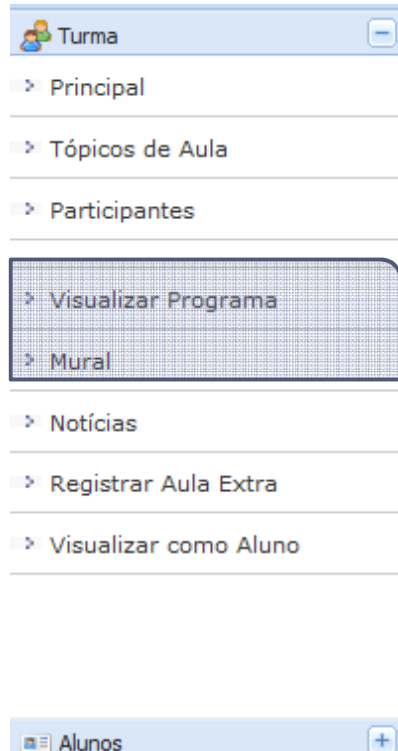 Turma
Principal
Tópicos de Aula
Participantes
Visualizar Programa
Mural
Notícias
Registrar Aula Extra
Visualizar como Aluno
Alunos